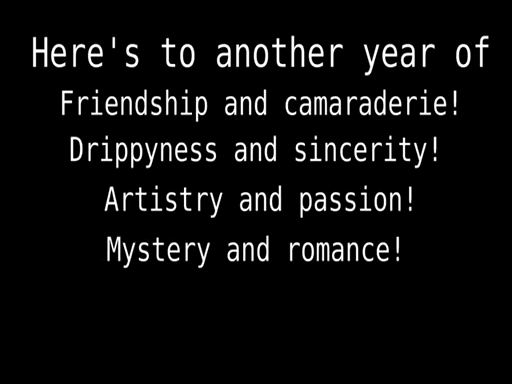 Here's to another year of
Friendship and camaraderie!
Drippyness and sincerity!
Artistry and passion!
Mystery and romance!